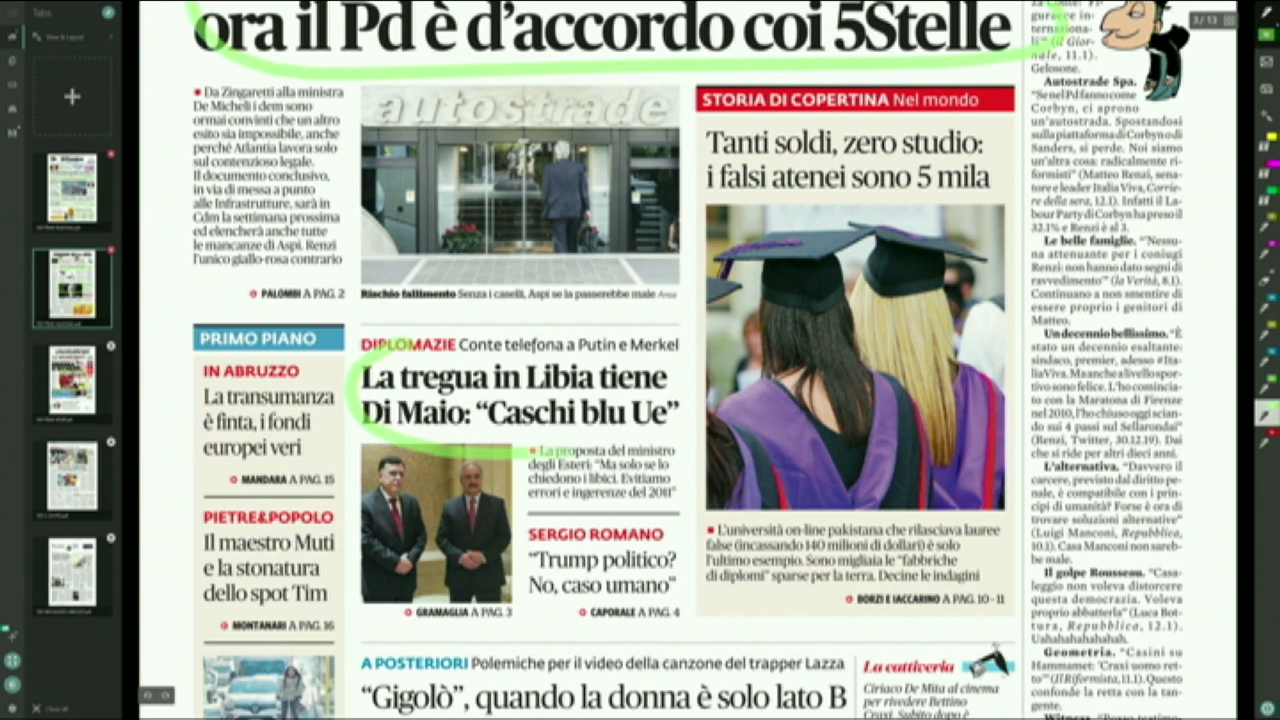 Tabs
View & Layout
3 / 13
ora il Pd è d'accordo coi 5Stelle
Da Zingaretti alla ministra
De Micheli i dem sono
ormai convinti che un altro
esito sia impossibile, anche
perché Atlantia lavora solo
sul contenzioso legale.
Il documento conclusivo,
in via di messa a punto
alle Infrastrutture, sarà in
Cdm la settimana prossima
ed elencherà anche tutte
le mancanze di Aspi. Renzi
l'unico giallo-rosa contrario
PALOMBI A PAG. 2
autostrade
Rischio fallimento Senza i caselli, Aspi se la passerebbe male Ansa
STORIA DI COPERTINA Nel mondo
Tanti soldi, zero studio:
i falsi atenei sono 5 mila
L'università on-line pakistana che rilasciava lauree
false (incassando 140 milioni di dollari) è solo
l'ultimo esempio. Sono migliaia le "fabbriche
di diplomi" sparse per la terra. Decine le indagini
BORZI E IACCARINO A PAG. 10 - 11
PRIMO PIANO
IN ABRUZZO
La transumanza
è finta, i fondi
europei veri
MANDARA A PAG. 15
PIETRE&POPOLO
Il maestro Muti
e la stonatura
dello spot Tim
MONTANARI A PAG. 16
DIPLOMAZIE Conte telefona a Putin e Merkel
La tregua in Libia tiene
Di Maio: "Caschi blu Ue"
La proposta del ministro
degli Esteri: "Ma solo se lo
chiedono i libici. Evitiamo
errori e ingerenze del 2011"
GRAMAGLIA A PAG. 3
SERGIO ROMANO
"Trump politico?
No, caso umano"
CAPORALE A PAG. 4
A POSTERIORI Polemiche per il video della canzone del trapper Lazza
"Gigolò", quando la donna è solo lato B
La cattiveria
Ciriaco De Mita al cinema
per rivedere Bettino
Craxi. Subito dopo è
guracce in-
ternaziona-
li" (Il Gior-
nale, 11.1).
Gelosone.
Autostrade Spa.
"Se nel Pd fanno come
Corbyn, ci aprono
un'autostrada. Spostandosi
sulla piattaforma di Corbyn o di
Sanders, si perde. Noi siamo
un'altra cosa: radicalmente ri-
formisti" (Matteo Renzi, sena-
tore e leader Italia Viva, Corrie-
re della sera, 12.1). Infatti il La-
bour Party di Corbyn ha preso il
32.1% e Renzi è al 3.
Le belle famiglie. "Nessu-
na attenuante per i coniugi
Renzi: non hanno dato segni di
ravvedimento" (la Verità, 8.1).
Continuano a non smentire di
essere proprio i genitori di
Matteo.
Un decennio bellissimo. "È
stato un decennio esaltante:
sindaco, premier, adesso #Ita-
liaViva. Ma anche a livello spor-
tivo sono felice. L'ho comincia-
to con la Maratona di Firenze
nel 2010, l'ho chiuso oggi scian-
do sui 4 passi sul Sellaronda!"
(Renzi, Twitter, 30.12.19). Dai
che si ride per altri dieci anni.
L'alternativa. "Davvero il
carcere, previsto dal diritto pe-
nale, è compatibile con i prin-
cipi di umanità? Forse è ora di
trovare soluzioni alternative"
(Luigi Manconi, Repubblica,
10.1). Casa Manconi non sareb-
be male.
Il golpe Rousseau. "Casa-
leggio non voleva distorcere
questa democrazia. Voleva
proprio abbatterla" (Luca Bot-
tura, Repubblica, 12.1).
Uahahahahahah.
Geometria. "Casini su
Hammamet: 'Craxi uomo ret-
to'" (Il Riformista, 11.1). Questo
confonde la retta con la tan-
gente.
Close all